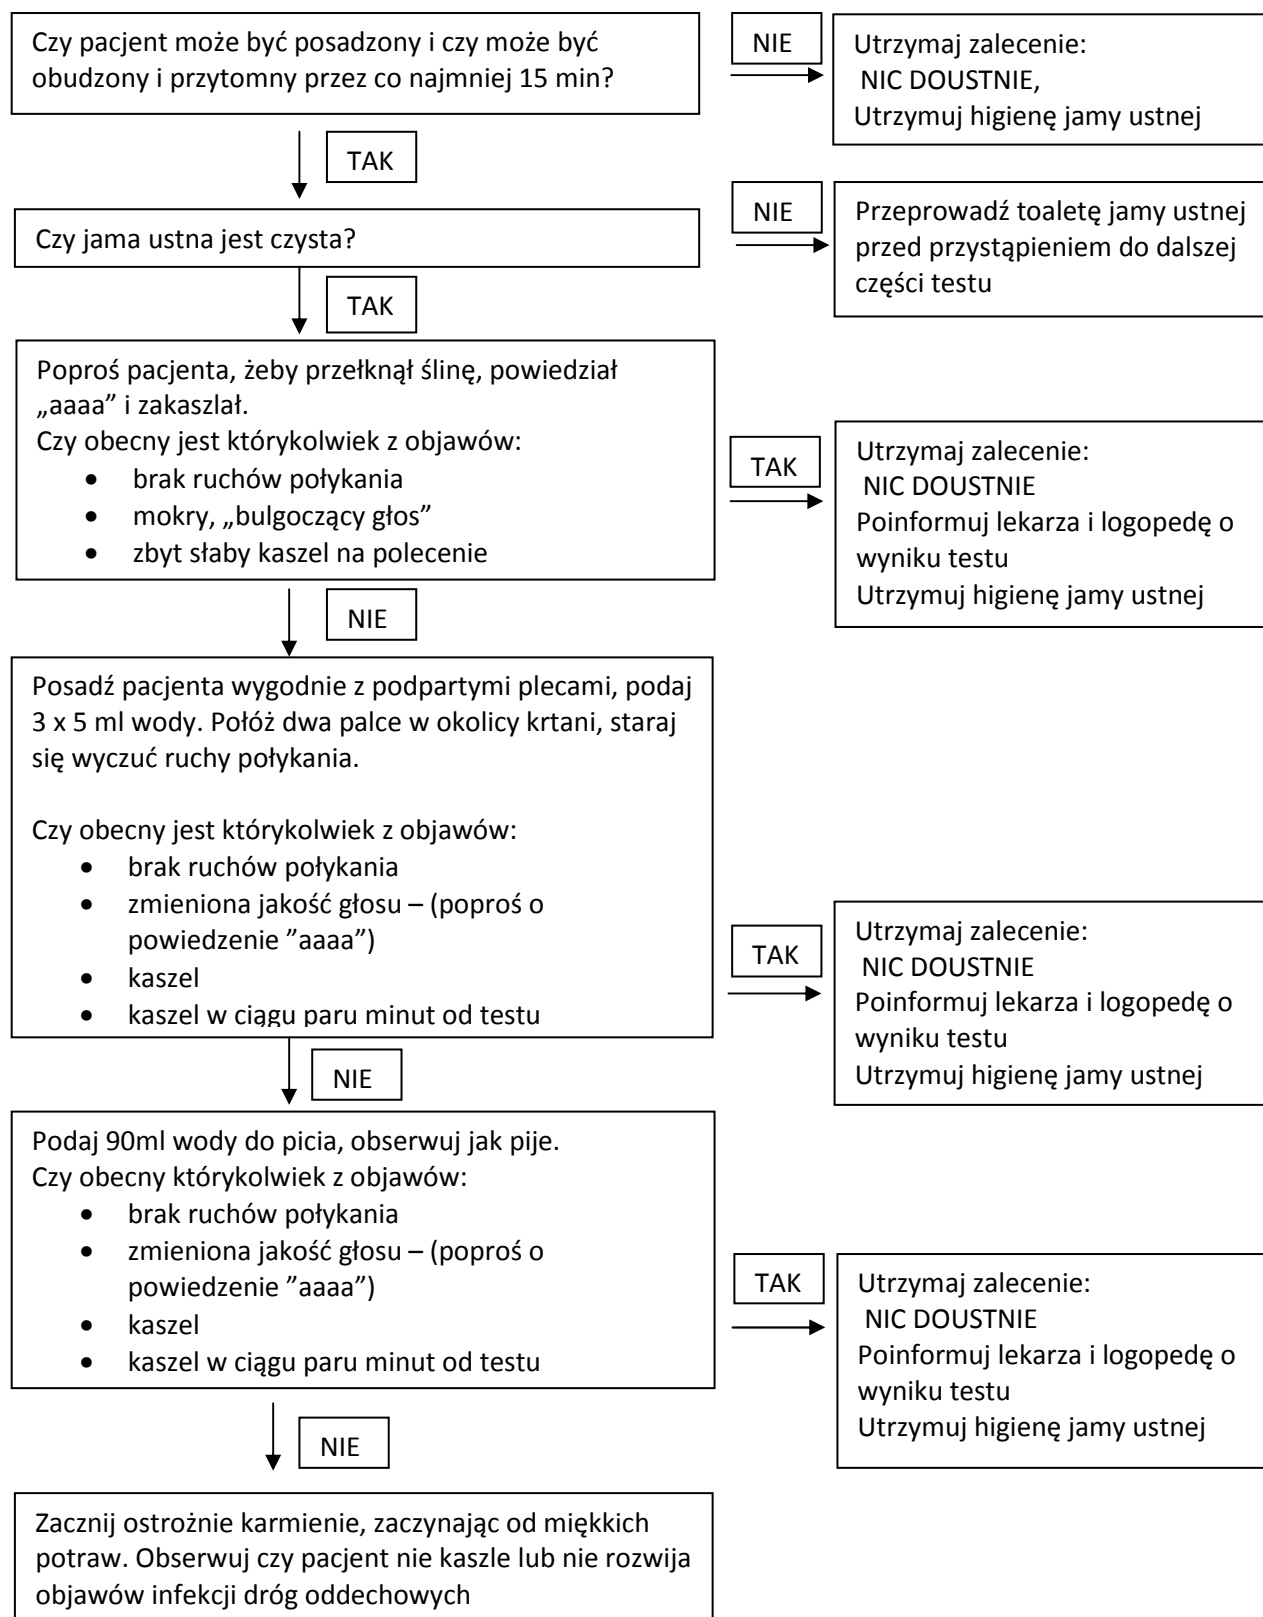 Czy pacjent może być posadzony i czy może być
obudzony i przytomny przez co najmniej 15 min?
NIE
Utrzymaj zalecenie:
NIC DOUSTNIE,
Utrzymuj higienę jamy ustnej
TAK
Czy jama ustna jest czysta?
NIE
Przeprowadź toaletę jamy ustnej
przed przystąpieniem do dalszej
części testu
TAK
Poproś pacjenta, żeby przełknął ślinę, powiedział
„aaaa” i zakaszlał.
Czy obecny jest którykolwiek z objawów:
• brak ruchów połykania
• mokry, „bulgoczący głos”
• zbyt słaby kaszel na polecenie
TAK
Utrzymaj zalecenie:
NIC DOUSTNIE
Poinformuj lekarza i logopedę o
wyniku testu
Utrzymuj higienę jamy ustnej
NIE
Posadź pacjenta wygodnie z podpartymi plecami, podaj
3 x 5 ml wody. Połóż dwa palce w okolicy krtani, staraj
się wyczuć ruchy połykania.
Czy obecny jest którykolwiek z objawów:
• brak ruchów połykania
• zmieniona jakość głosu – (poproś o
powiedzenie ”aaaa”)
• kaszel
• kaszel w ciągu paru minut od testu
TAK
Utrzymaj zalecenie:
NIC DOUSTNIE
Poinformuj lekarza i logopedę o
wyniku testu
Utrzymuj higienę jamy ustnej
NIE
Podaj 90ml wody do picia, obserwuj jak pije.
Czy obecny którykolwiek z objawów:
• brak ruchów połykania
• zmieniona jakość głosu – (poproś o
powiedzenie ”aaaa”)
• kaszel
• kaszel w ciągu paru minut od testu
TAK
Utrzymaj zalecenie:
NIC DOUSTNIE
Poinformuj lekarza i logopedę o
wyniku testu
Utrzymuj higienę jamy ustnej
NIE
Zacznij ostrożnie karmienie, zaczynając od miękkich
potraw. Obserwuj czy pacjent nie kaszle lub nie rozwija
objawów infekcji dróg oddechowych